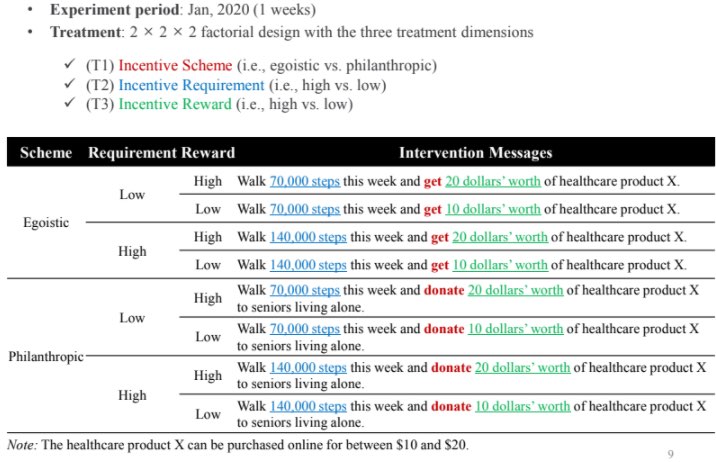 • Experiment period: Jan, 2020 (1 weeks)
• Treatment: 2 × 2 × 2 factorial design with the three treatment dimensions
✓ (T1) Incentive Scheme (i.e., egoistic vs. philanthropic)
✓ (T2) Incentive Requirement (i.e., high vs. low)
✓ (T3) Incentive Reward (i.e., high vs. low)
Scheme Requirement Reward Intervention Messages
Egoistic
Low
High Walk 70,000 steps this week and get 20 dollars' worth of healthcare product X.
Low Walk 70,000 steps this week and get 10 dollars' worth of healthcare product X.
High
High Walk 140,000 steps this week and get 20 dollars' worth of healthcare product X.
Low Walk 140,000 steps this week and get 10 dollars' worth of healthcare product X.
Philanthropic
Low
High Walk 70,000 steps this week and donate 20 dollars' worth of healthcare product X
to seniors living alone.
Low Walk 70,000 steps this week and donate 10 dollars' worth of healthcare product X
to seniors living alone.
High
High Walk 140,000 steps this week and donate 20 dollars' worth of healthcare product X
to seniors living alone.
Low Walk 140,000 steps this week and donate 10 dollars' worth of healthcare product X
to seniors living alone.
Note: The healthcare product X can be purchased online for between $10 and $20.
9